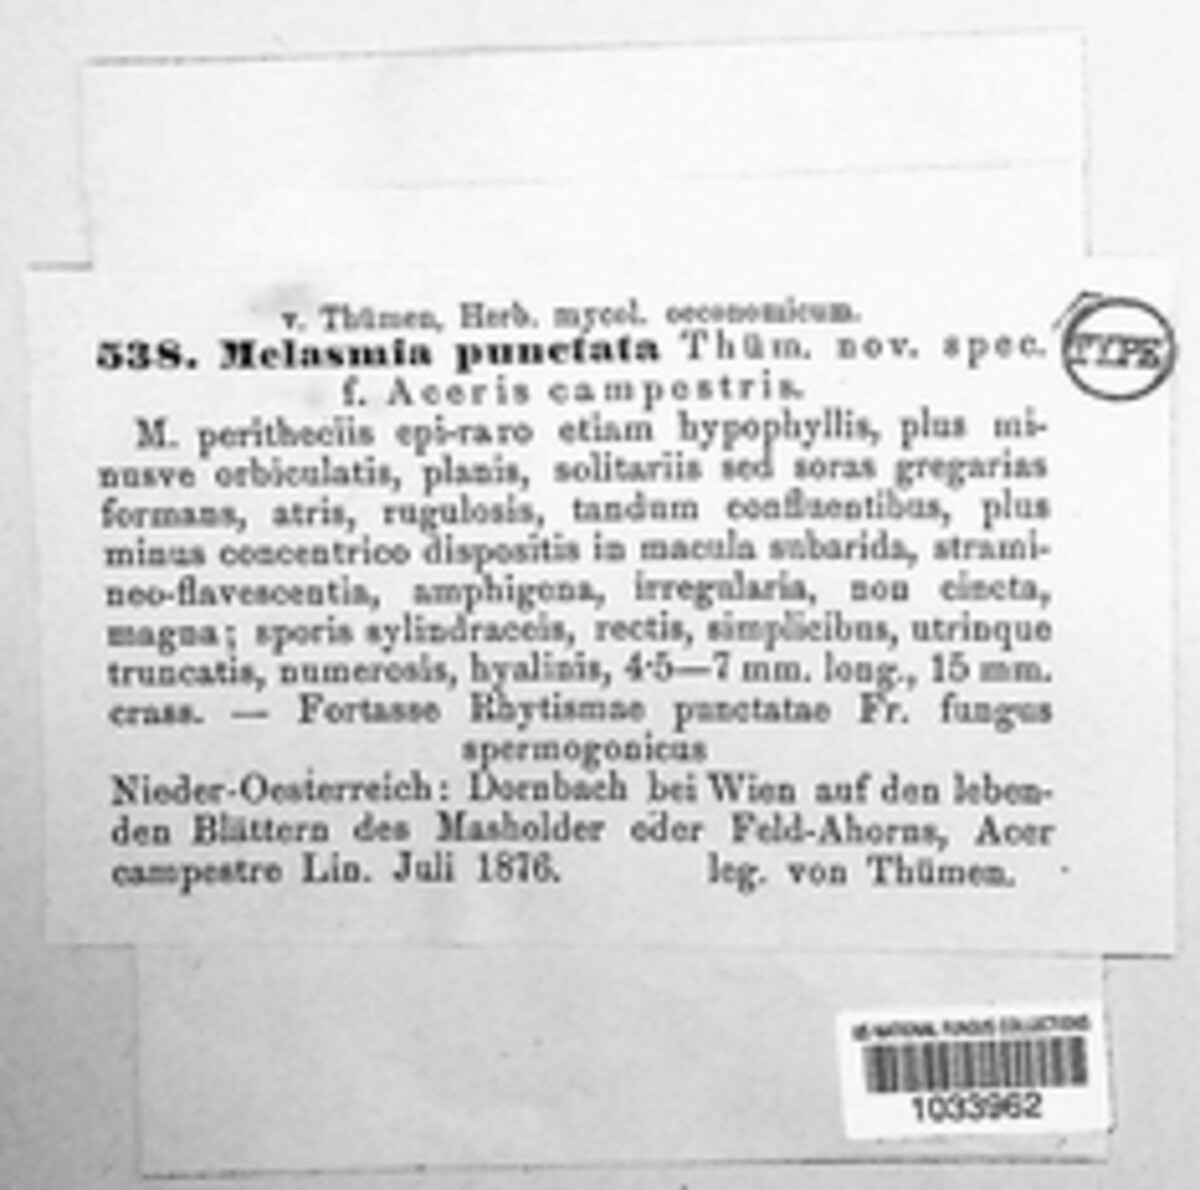 v. Thümen, Herb. mycol. oeconomicum.
538. Melasmia punctata Thüm. nov. spec.
TYPE
f. Aceris campestris.
M. peritheciis epi-raro etiam hypophyllis, plus mi-
nusve orbiculatis, planis, solitariis sed soras gregarias
formans, atris, rugulosis, tandum confluentibus, plus
minus concentrico dispositis in macula subarida, strami-
neo-flavescentia, amphigena, irregularia, non cincta,
magna; sporis sylindraceis, rectis, simplicibus, utrinque
truncatis, numerosis, hyalinis, 4·5—7 mm. long., 15 mm.
crass. — Fortasse Rhytismae punctatae Fr. fungus
spermogonicus
Nieder-Oesterreich: Dornbach bei Wien auf den leben-
den Blättern des Masholder oder Feld-Ahorns, Acer
campestre Lin. Juli 1876. leg. von Thümen.
US NATIONAL FUNGUS COLLECTIONS
1033962